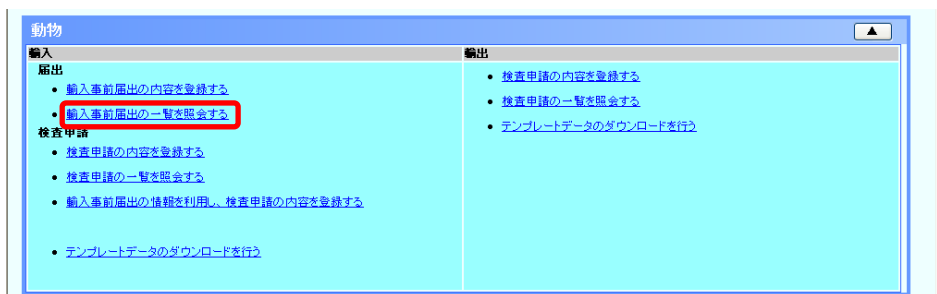 動物
▲
輸入
届出
• 輸入事前届出の内容を登録する
• 輸入事前届出の一覧を照会する
検査申請
• 検査申請の内容を登録する
• 検査申請の一覧を照会する
• 輸入事前届出の情報を利用し、検査申請の内容を登録する
• テンプレートデータのダウンロードを行う
輸出
• 検査申請の内容を登録する
• 検査申請の一覧を照会する
• テンプレートデータのダウンロードを行う